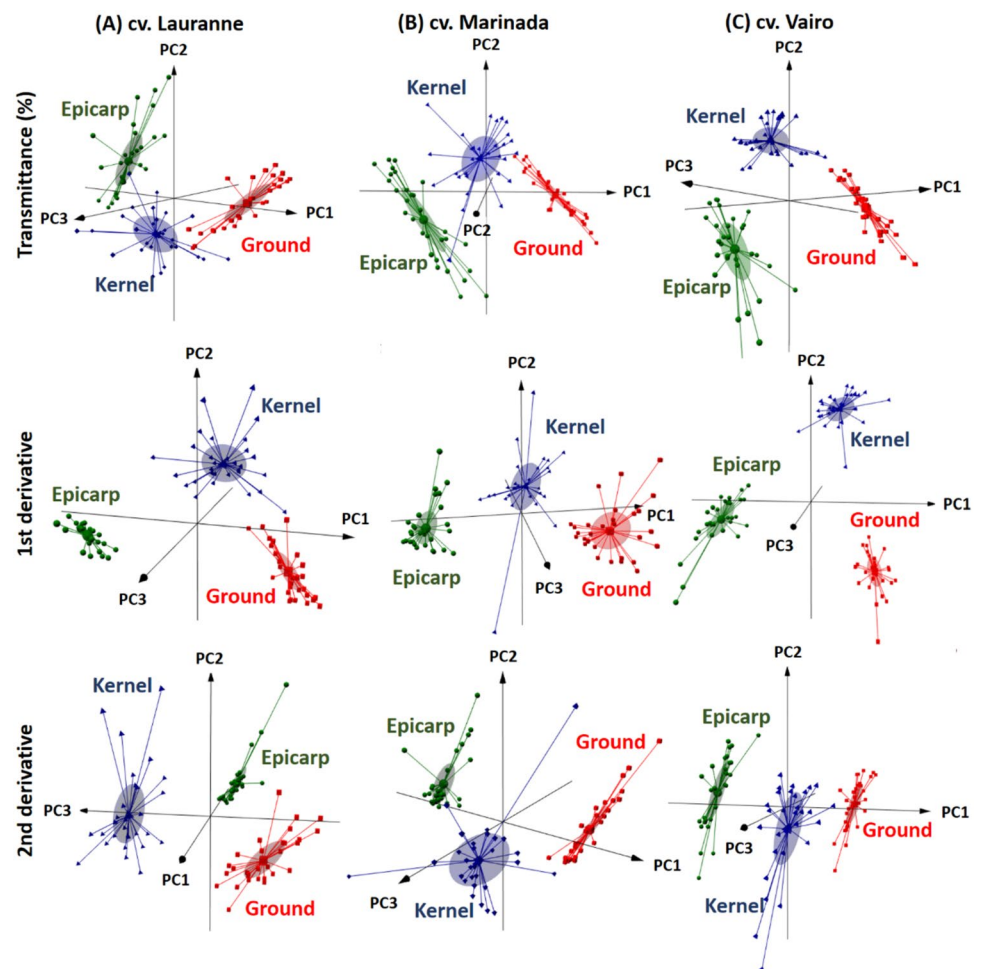 (A) cv. Lauranne
(B) cv. Marinada
(C) cv. Vairo
Transmittance (%)
PC2
Epicarp
PC3
PC1
Ground
Kernel
PC2
Kernel
PC1
PC2
Epicarp
Ground
PC2
Kernel
PC3
PC1
Ground
Epicarp
1st derivative
PC2
Kernel
Epicarp
PC1
Ground
PC3
PC2
Kernel
PC1
Epicarp
PC3
Ground
PC2
Kernel
Epicarp
PC1
Ground
PC3
2nd derivative
PC2
Kernel
Epicarp
PC3
PC1
Ground
PC2
Epicarp
Ground
PC1
PC3
Kernel
PC2
Epicarp
PC1
Ground
PC3
Kernel